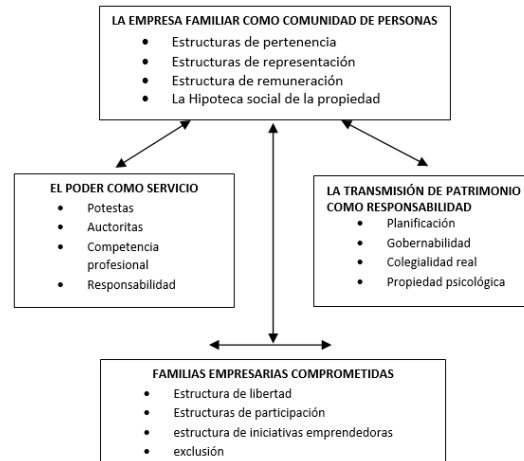 LA EMPRESA FAMILIAR COMO COMUNIDAD DE PERSONAS
Estructuras de pertenencia
Estructuras de representación
Estructura de remuneración
La Hipoteca social de la propiedad
EL PODER COMO SERVICIO
Potestas
Auctoritas
Competencia
profesional
Responsabilidad
LA TRANSMISIÓN DE PATRIMONIO
COMO RESPONSABILIDAD
Planificación
Gobernabilidad
Colegialidad real
Propiedad psicológica
FAMILIAS EMPRESARIAS COMPROMETIDAS
Estructura de libertad
Estructuras de participación
estructura de iniciativas emprendedoras
exclusión